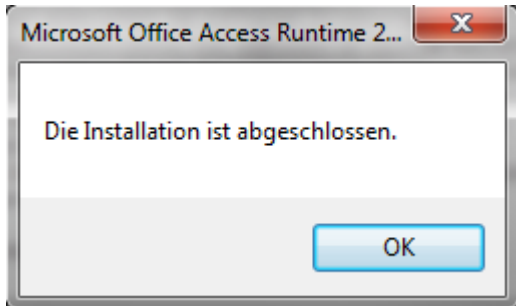 Microsoft Office Access Runtime 2...
Die Installation ist abgeschlossen.
OK